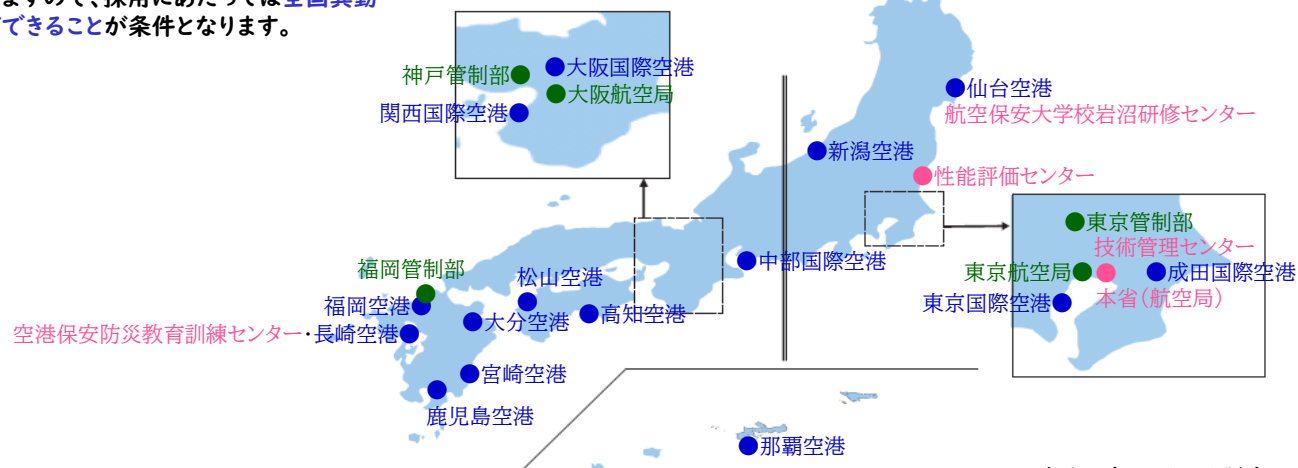 ますので、採用にあたっては全国異動
できることが条件となります。
神戸管制部
大阪国際空港
大阪航空局
関西国際空港
仙台空港
航空保安大学校岩沼研修センター
新潟空港
性能評価センター
東京管制部
技術管理センター
東京航空局
成田国際空港
本省（航空局）
東京国際空港
中部国際空港
福岡管制部
松山空港
福岡空港
大分空港
高知空港
空港保安防災教育訓練センター・長崎空港
宮崎空港
鹿児島空港
那覇空港